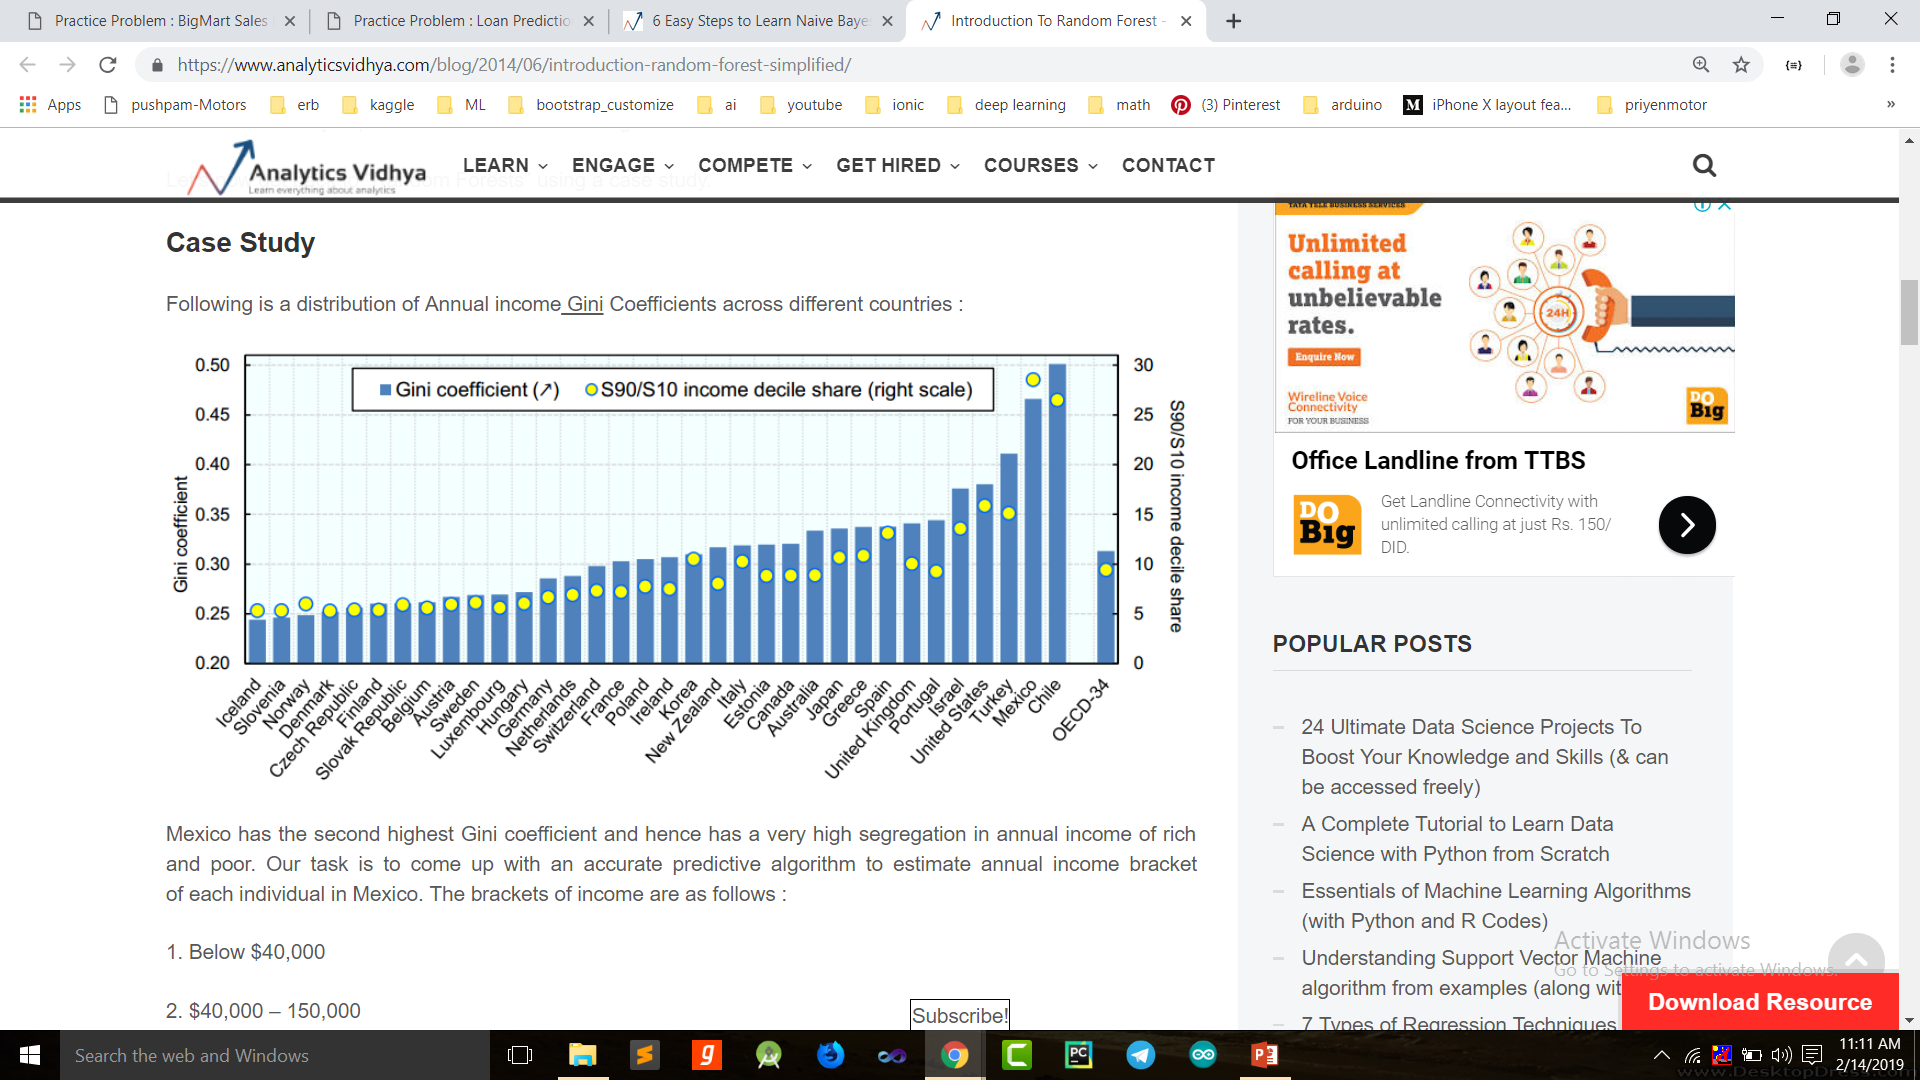 Practice Problem : BigMart Sales
Practice Problem : Loan Predictio
6 Easy Steps to Learn Naive Baye
Introduction To Random Forest -
https://www.analyticsvidhya.com/blog/2014/06/introduction-random-forest-simplified/
Apps pushpam-Motors erb kaggle ML bootstrap_customize ai youtube ionic deep learning math (3) Pinterest arduino M iPhone X layout fea... priyenmotor »
Analytics Vidhya
Learn everything about analytics
LEARN ENGAGE COMPETE GET HIRED COURSES CONTACT
using a case study.
Case Study
Following is a distribution of Annual income Gini Coefficients across different countries :
Gini coefficient (↗) S90/S10 income decile share (right scale)
Gini coefficient
0.50
0.45
0.40
0.35
0.30
0.25
0.20
30
25
20
15
10
5
0
S90/S10 income decile share
Iceland
Slovenia
Norway
Denmark
Czech Republic
Finland
Slovak Republic
Belgium
Austria
Sweden
Luxembourg
Hungary
Germany
Netherlands
Switzerland
France
Poland
Ireland
Korea
New Zealand
Italy
Estonia
Canada
Australia
Japan
Greece
Spain
United Kingdom
Portugal
Israel
United States
Turkey
Mexico
Chile
OECD-34
Mexico has the second highest Gini coefficient and hence has a very high segregation in annual income of rich
and poor. Our task is to come up with an accurate predictive algorithm to estimate annual income bracket
of each individual in Mexico. The brackets of income are as follows :
1. Below $40,000
2. $40,000 – 150,000
Subscribe!
TATA TELE BUSINESS SERVICES
Unlimited
calling at
unbelievable
rates.
Enquire Now
24H
Wireline Voice
Connectivity
FOR YOUR BUSINESS
DO
Big
Office Landline from TTBS
DO
Big
Get Landline Connectivity with
unlimited calling at just Rs. 150/
DID.
POPULAR POSTS
24 Ultimate Data Science Projects To
Boost Your Knowledge and Skills (& can
be accessed freely)
A Complete Tutorial to Learn Data
Science with Python from Scratch
Essentials of Machine Learning Algorithms
(with Python and R Codes)
Understanding Support Vector Machine
algorithm from examples (along wit
7 Types of Regression Techniques
Activate Windows
Go to Settings to activate Windows.
Download Resource
Search the web and Windows
PC
11:11 AM
2/14/2019